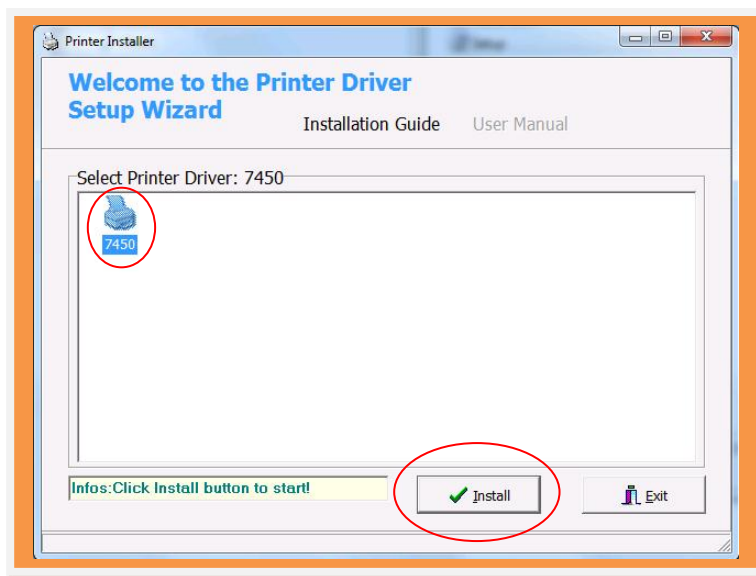 Printer Installer
Welcome to the Printer Driver
Setup Wizard
Installation Guide User Manual
Select Printer Driver: 7450
7450
Infos:Click Install button to start!
Install
Exit